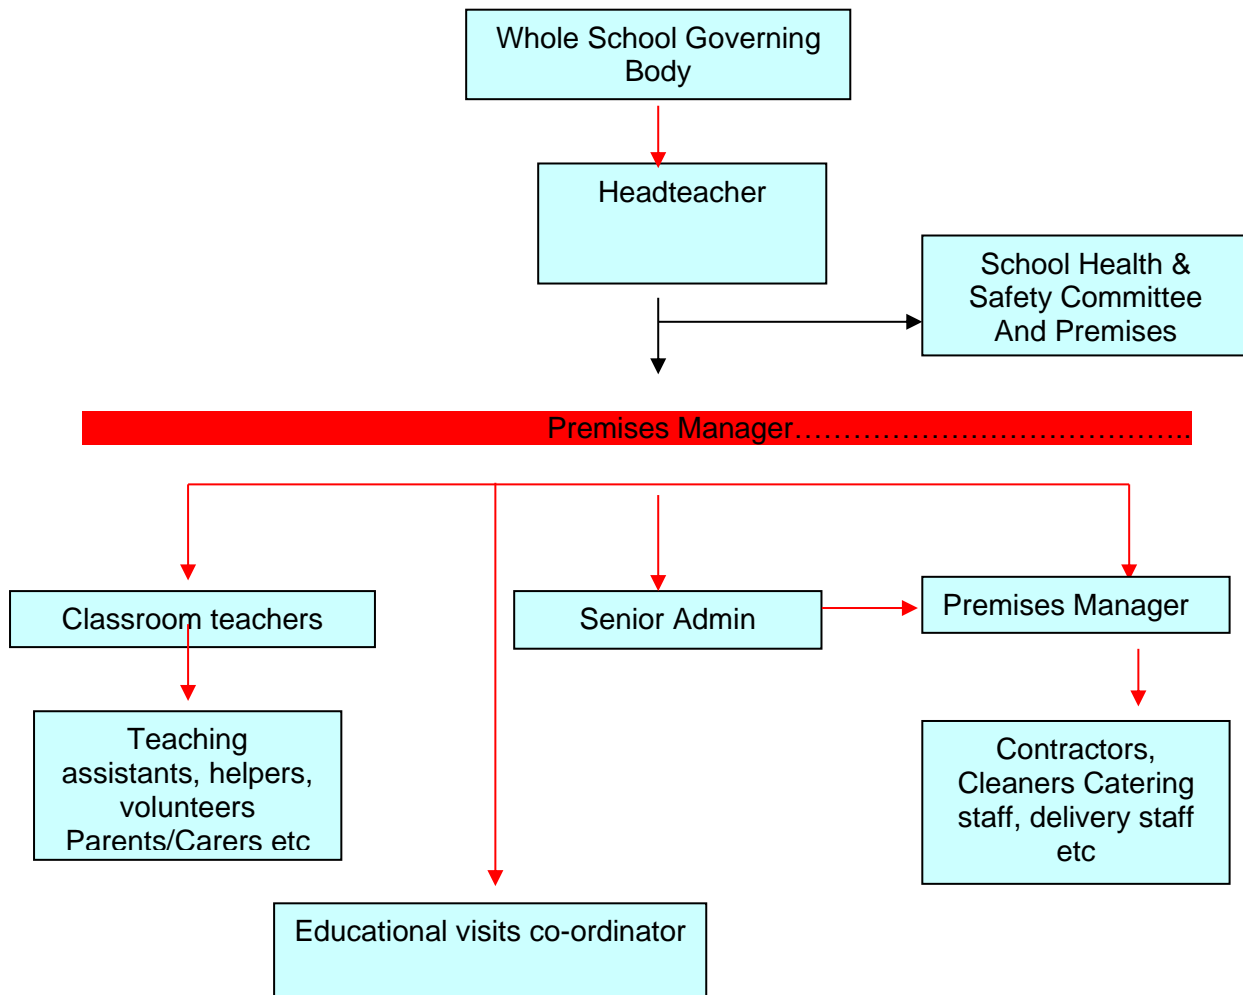 Whole School Governing
Body
Headteacher
School Health &
Safety Committee
And Premises
Premises Manager…………………………………..
Classroom teachers
Senior Admin
Premises Manager
Teaching
assistants, helpers,
volunteers
Parents/Carers etc
Contractors,
Cleaners Catering
staff, delivery staff
etc
Educational visits co-ordinator